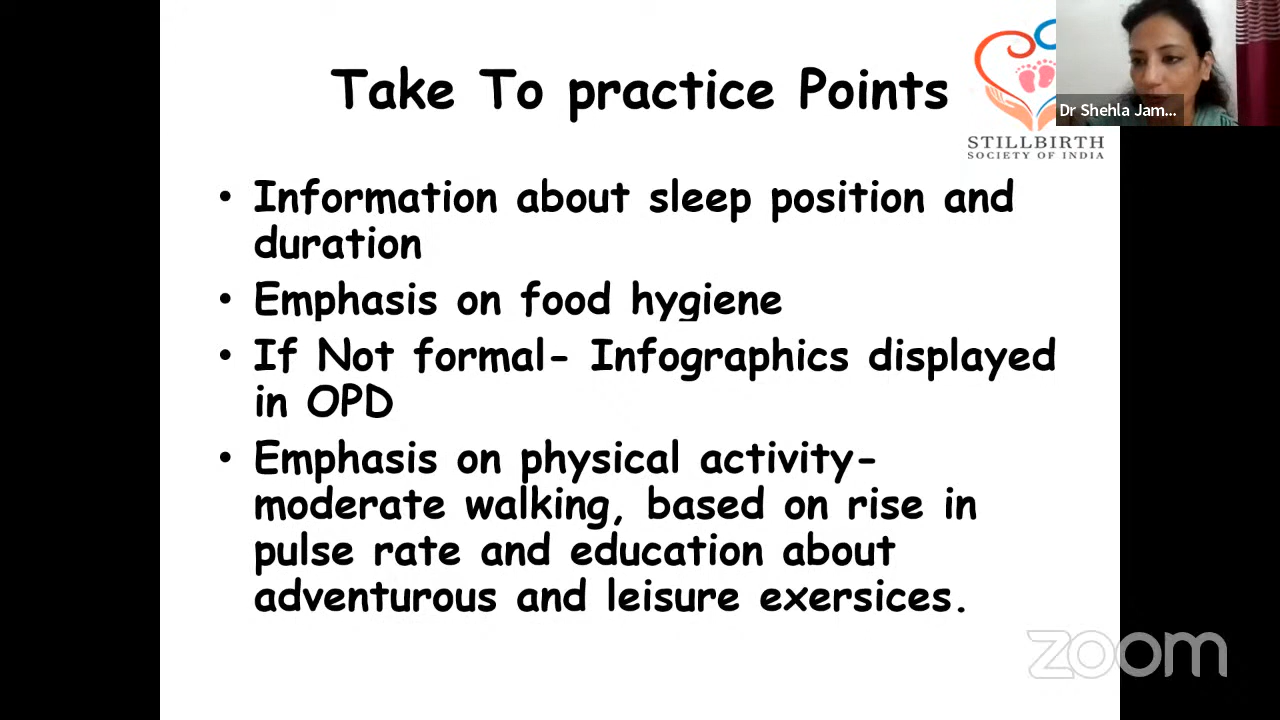 Take To practice Points
STILLBIRTH
SOCIETY OF INDIA
Dr Shehla Jam...
• Information about sleep position and
duration
• Emphasis on food hygiene
• If Not formal- Infographics displayed
in OPD
• Emphasis on physical activity-
moderate walking, based on rise in
pulse rate and education about
adventurous and leisure exersices.
zoom